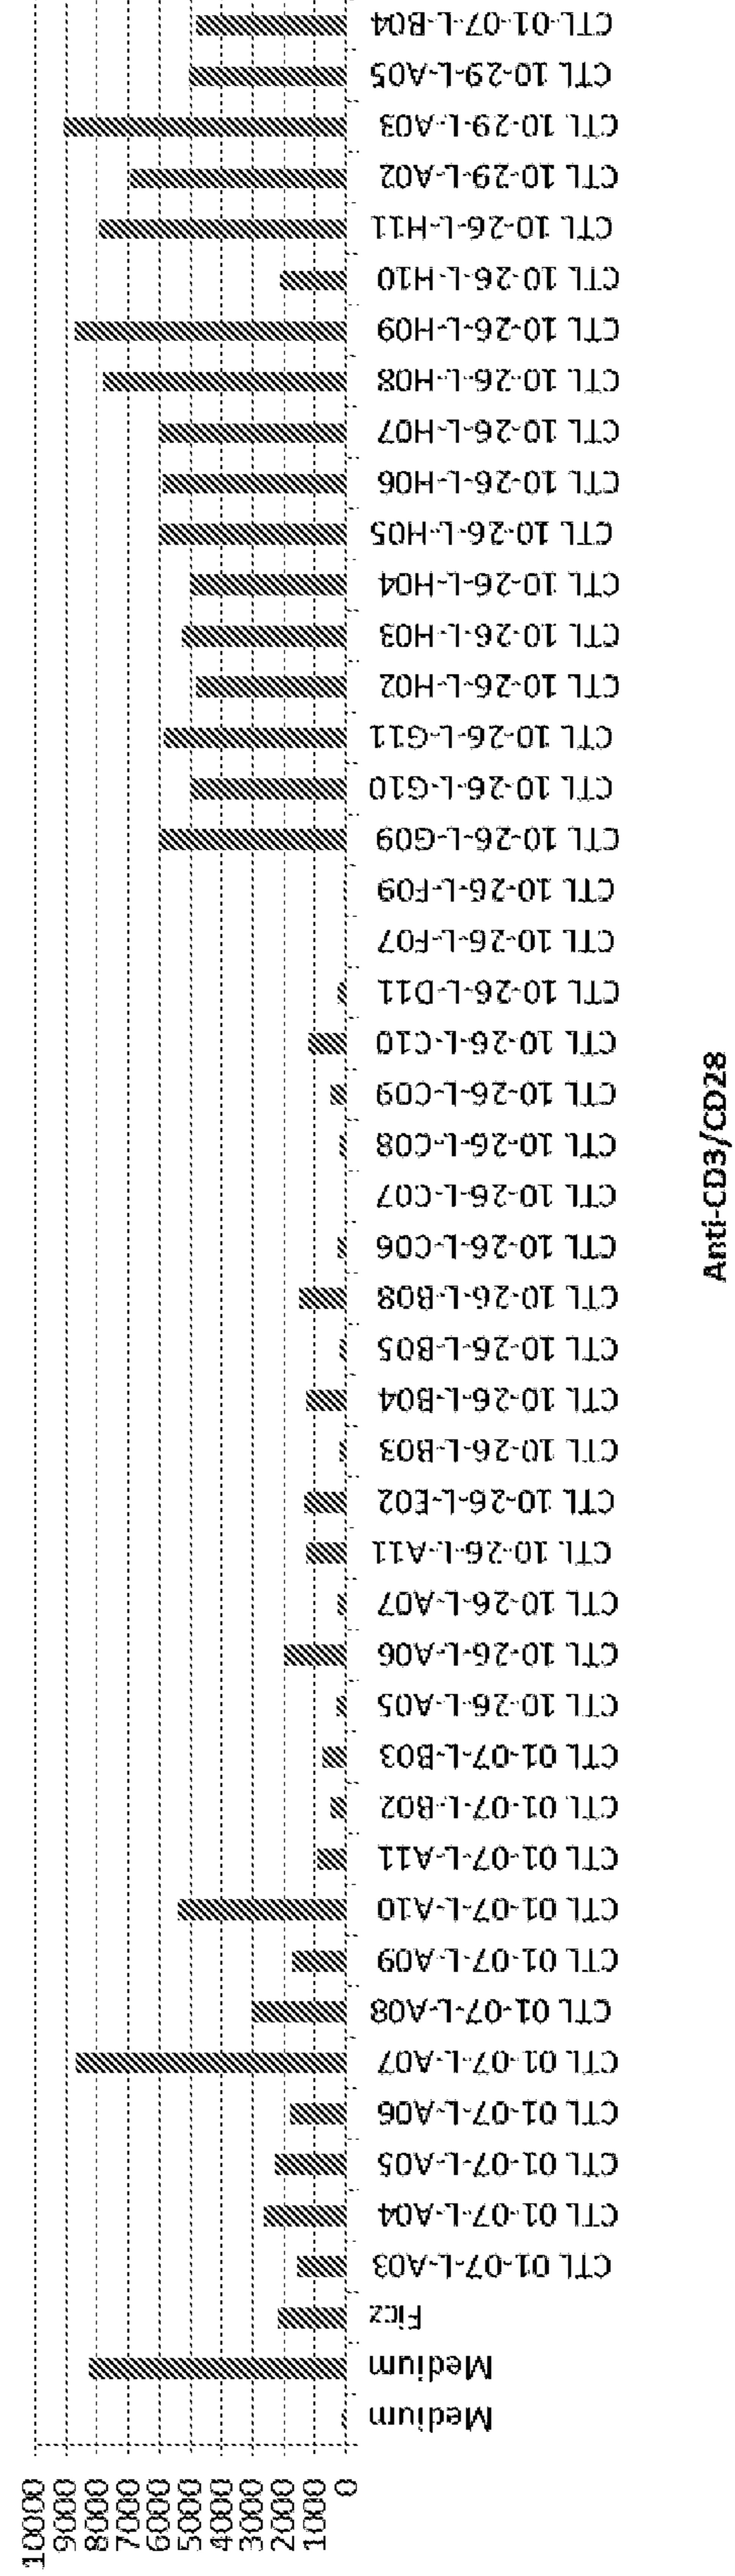 10000
9000
8000
7000
6000
5000
4000
3000
2000
1000
0
Medium
Medium
Ficz
CTL 01-07-L-A03
CTL 01-07-L-A04
CTL 01-07-L-A05
CTL 01-07-L-A06
CTL 01-07-L-A07
CTL 01-07-L-A08
CTL 01-07-L-A09
CTL 01-07-L-A10
CTL 01-07-L-A11
CTL 01-07-L-B02
CTL 01-07-L-B03
CTL 10-26-L-A05
CTL 10-26-L-A06
CTL 10-26-L-A07
CTL 10-26-L-A11
CTL 10-26-L-E02
CTL 10-26-L-B03
CTL 10-26-L-B04
CTL 10-26-L-B05
CTL 10-26-L-B08
CTL 10-26-L-C06
CTL 10-26-L-C07
CTL 10-26-L-C08
CTL 10-26-L-C09
CTL 10-26-L-C10
CTL 10-26-L-D11
CTL 10-26-L-F07
CTL 10-26-L-F09
CTL 10-26-L-G09
CTL 10-26-L-G10
CTL 10-26-L-G11
CTL 10-26-L-H02
CTL 10-26-L-H03
CTL 10-26-L-H04
CTL 10-26-L-H05
CTL 10-26-L-H06
CTL 10-26-L-H07
CTL 10-26-L-H08
CTL 10-26-L-H09
CTL 10-26-L-H10
CTL 10-26-L-H11
CTL 10-29-L-A02
CTL 10-29-L-A03
CTL 10-29-L-A05
CTL-01-07-L-B04
Anti-CD3/CD28